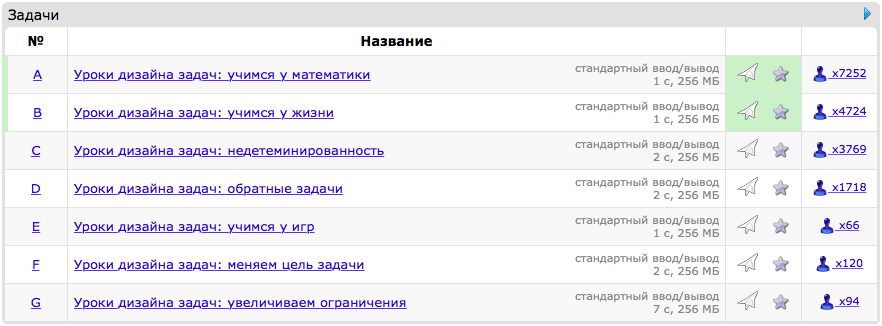 Задачи
№ Название
A Уроки дизайна задач: учимся у математики стандартный ввод/вывод x7252
1 с, 256 МБ
B Уроки дизайна задач: учимся у жизни стандартный ввод/вывод x4724
1 с, 256 МБ
C Уроки дизайна задач: недетеминированность стандартный ввод/вывод x3769
2 с, 256 МБ
D Уроки дизайна задач: обратные задачи стандартный ввод/вывод x1718
2 с, 256 МБ
E Уроки дизайна задач: учимся у игр стандартный ввод/вывод x66
1 с, 256 МБ
F Уроки дизайна задач: меняем цель задачи стандартный ввод/вывод x120
2 с, 256 МБ
G Уроки дизайна задач: увеличиваем ограничения стандартный ввод/вывод x94
7 с, 256 МБ